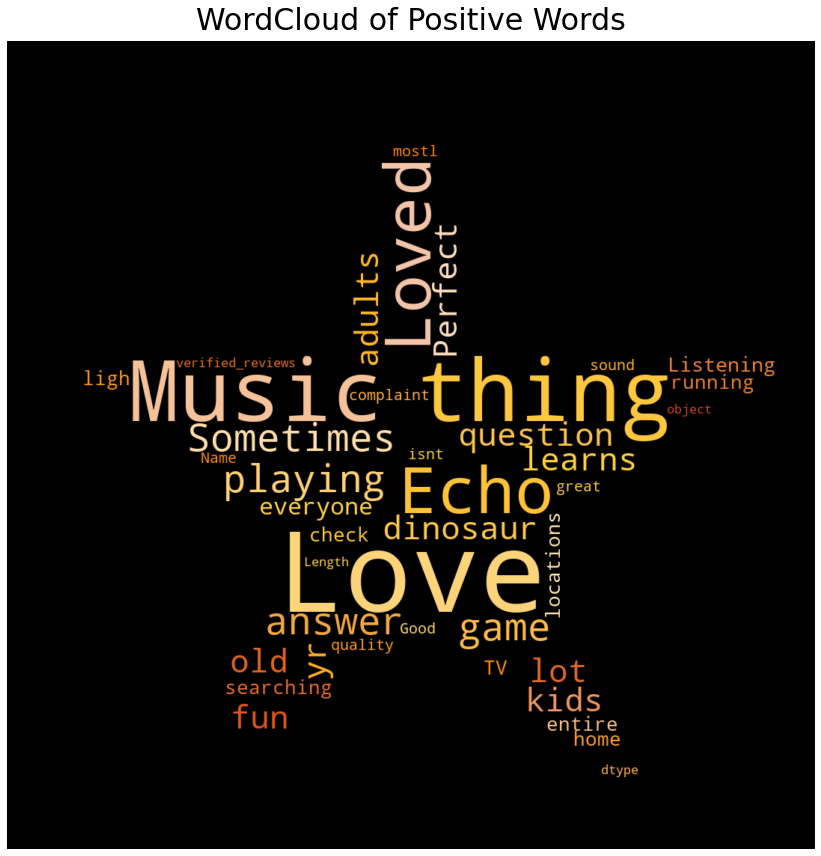 WordCloud of Positive Words
mostl
Loved
Perfect
adults
verified_reviews
ligh
Music
complaint
thing
sound
Listening
running
object
Sometimes
question
Name
isnt
learns
playing
Echo
great
everyone
dinosaur
check
locations
Length
Love
answer
Good
game
quality
yr
old
TV
lot
searching
kids
fun
entire
home
dtype